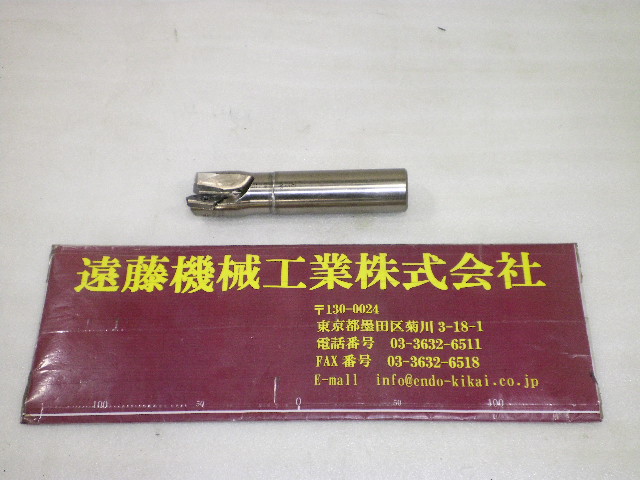 遠藤機械工業株式会社
〒130-0024
東京都墨田区菊川3-18-1
電話番号 03-3632-6511
FAX番号 03-3632-6518
E-mail info@endo-kikai.co.jp
100 50 0 50 100